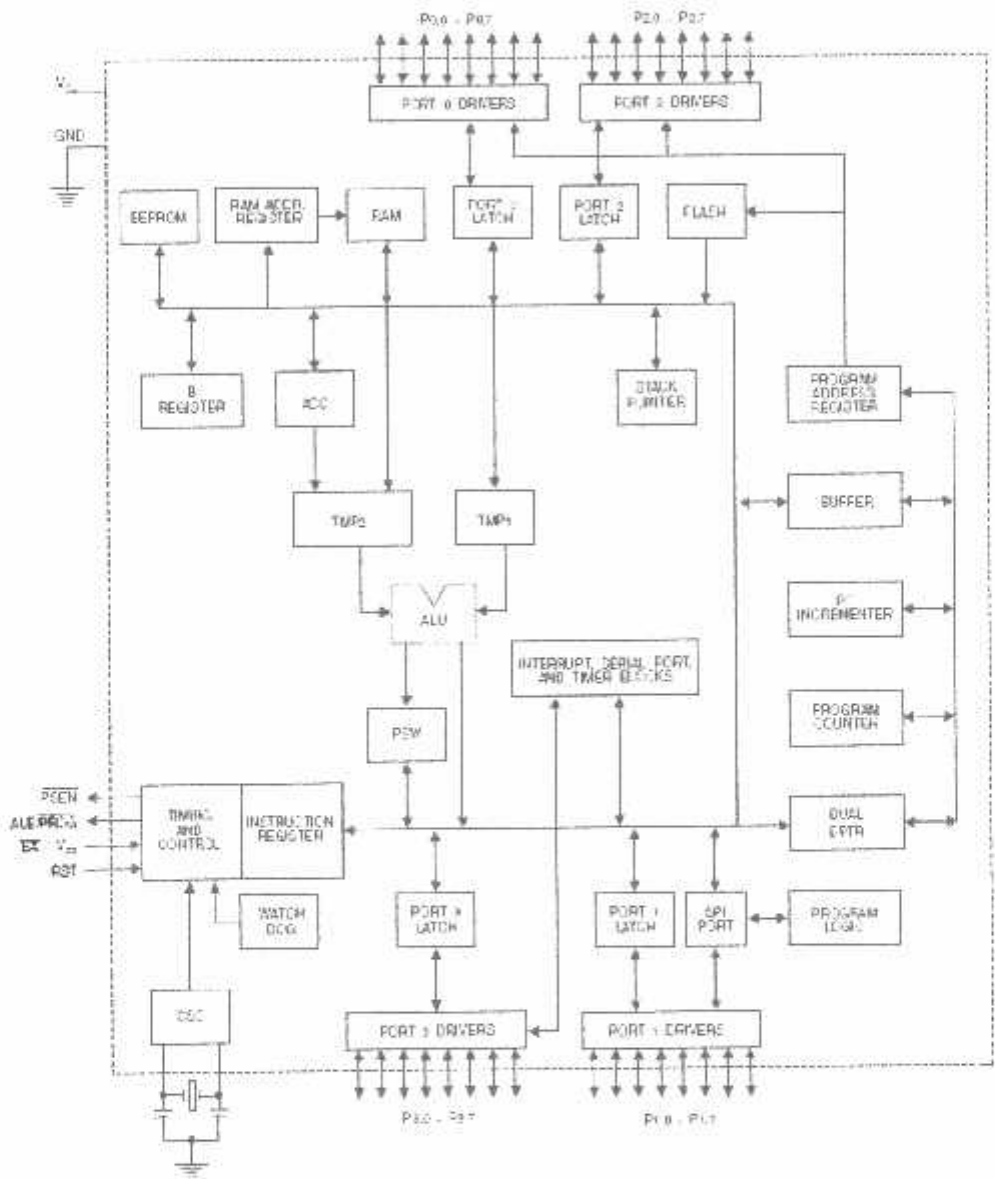 P0.0 - P0.7
P2.0 - P2.7
PORT 0 DRIVERS
PORT 2 DRIVERS
GND
EEPROM
RAM ADDR.
REGISTER
RAM
PORT
LATCH
PORT 2
LATCH
FLASH
B
REGISTER
ACC
STACK
POINTER
PROGRAM
ADDRESS
REGISTER
TMP2
TMP1
BUFFER
ALU
INCREMENTER
INTERRUPT, SERIAL PORT,
AND TIMER BLOCKS
PSW
PROGRAM
COUNTER
PSEN
ALE/PROG
EA
RST
TIMING
AND
CONTROL
INSTRUCTION
REGISTER
DUAL
DPTR
WATCH
DOG
PORT 3
LATCH
PORT 1
LATCH
SPI
PORT
PROGRAM
LOGIC
OSC
PORT 3 DRIVERS
PORT 1 DRIVERS
P3.0 - P3.7
P1.0 - P1.7